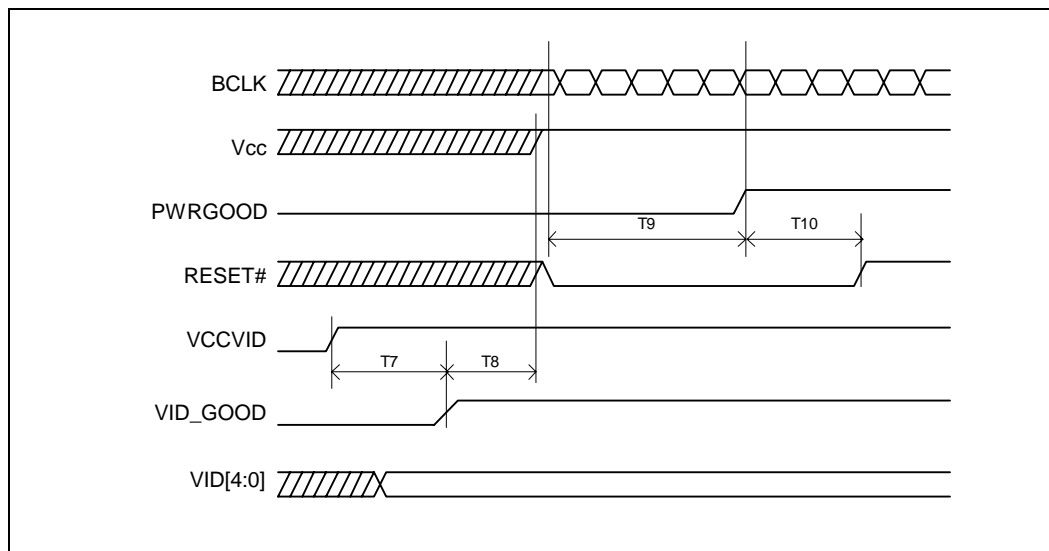 BCLK
Vcc
PWRGOOD
T9
T10
RESET#
VCCVID
T7
T8
VID_GOOD
VID[4:0]